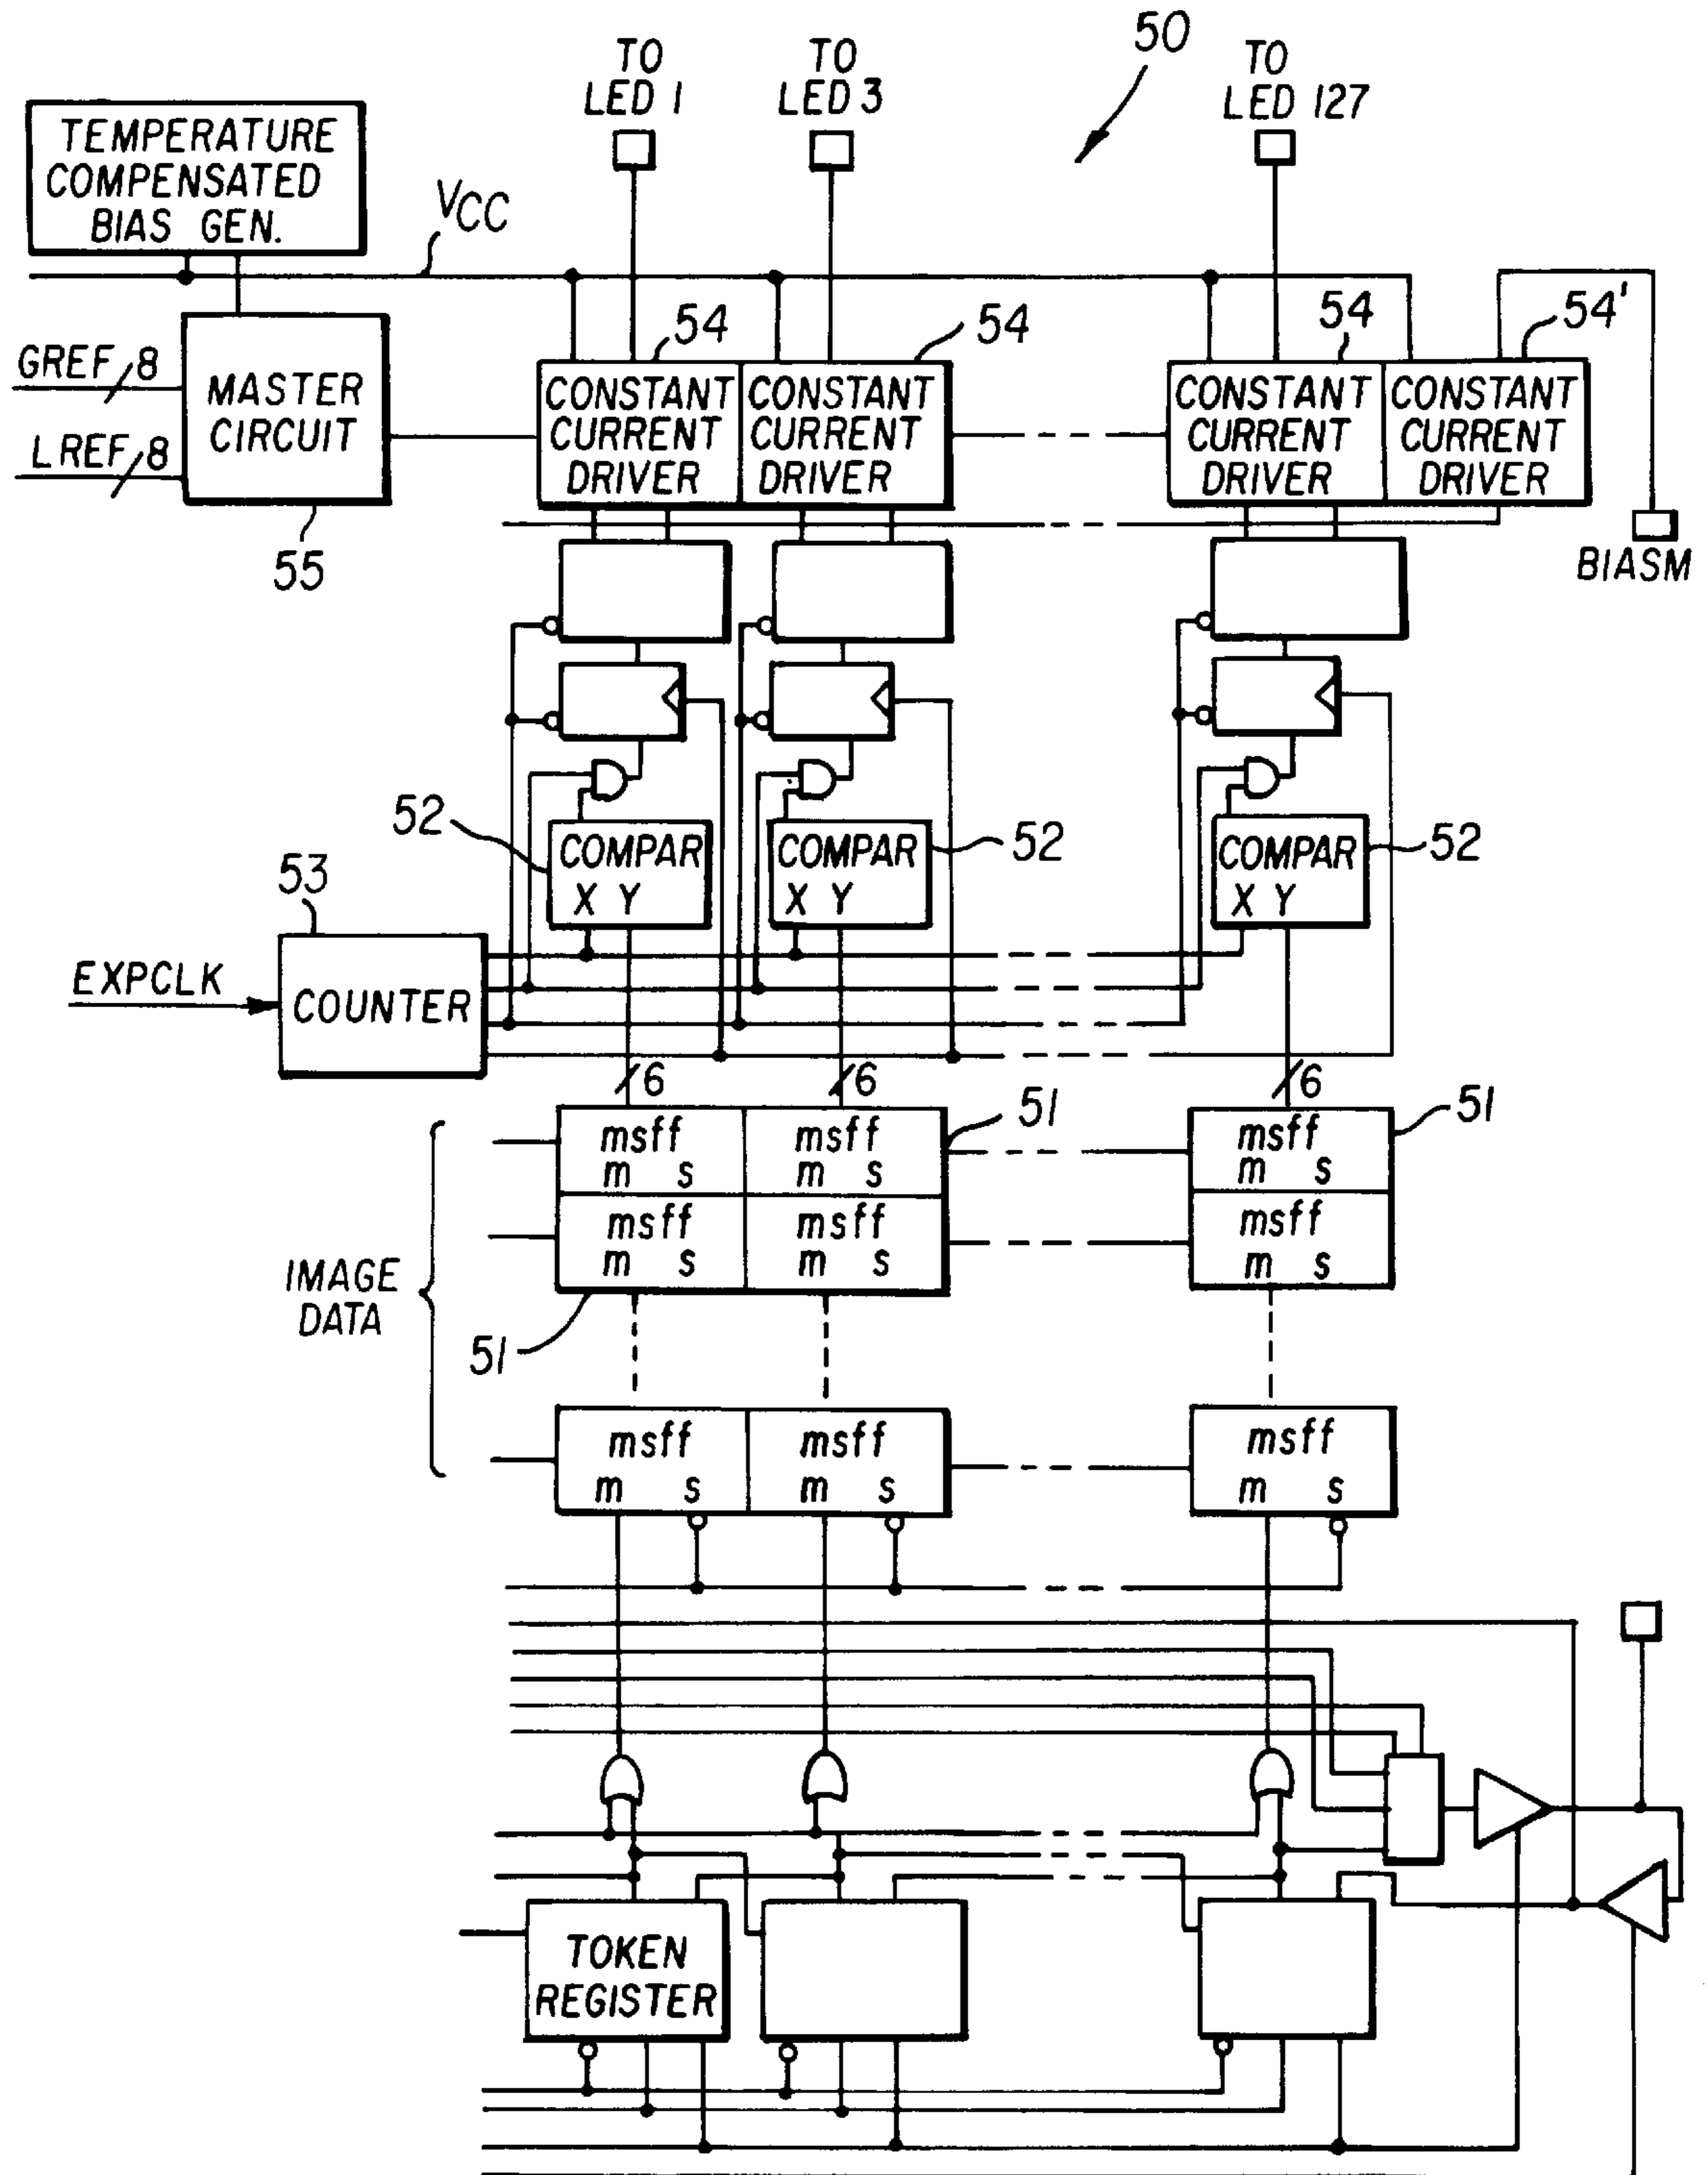 50
TO
LED 1
TO
LED 3
TO
LED 127
TEMPERATURE
COMPENSATED
BIAS GEN.
VCC
54
54
54
54'
GREF 8
LREF 8
MASTER
CIRCUIT
55
CONSTANT
CURRENT
DRIVER
CONSTANT
CURRENT
DRIVER
CONSTANT
CURRENT
DRIVER
CONSTANT
CURRENT
DRIVER
BIASM
52
COMPAR
X Y
COMPAR
X Y
52
COMPAR
X Y
52
53
EXPCLK
COUNTER
6
6
6
51
51
msff
m s
msff
m s
msff
m s
msff
m s
msff
m s
msff
m s
IMAGE
DATA
51
msff
m s
msff
m s
msff
m s
TOKEN
REGISTER